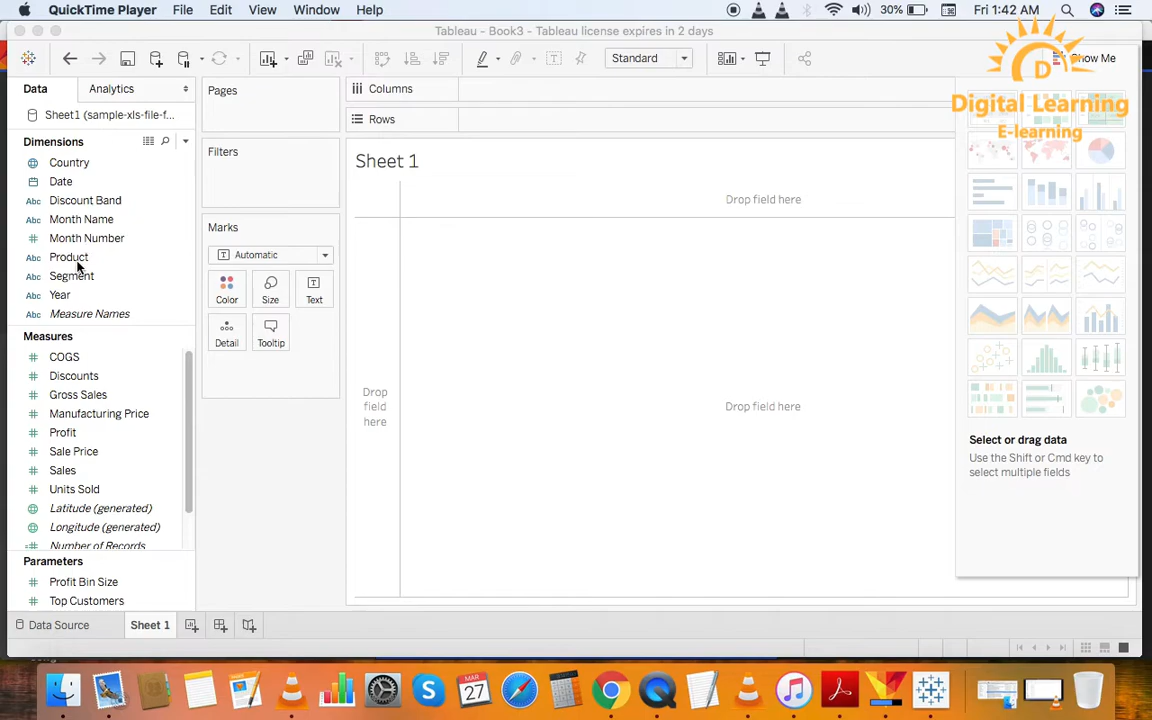 QuickTime Player File Edit View Window Help 30% Fri 1:42 AM
Tableau - Book3 - Tableau license expires in 2 days
Standard
Show Me
D
Digital Learning
E-learning
Data Analytics
Sheet1 (sample-xls-file-f...
Dimensions
Country
Date
Abc Discount Band
Abc Month Name
Month Number
Abc Product
Abc Segment
Abc Year
Abc Measure Names
Measures
COGS
Discounts
Gross Sales
Manufacturing Price
Profit
Sale Price
Sales
Units Sold
Latitude (generated)
Longitude (generated)
Number of Records
Parameters
Profit Bin Size
Top Customers
Pages
Filters
Marks
Automatic
Color Size Text
Detail Tooltip
Columns
Rows
Sheet 1
Drop field here
Drop
field
here
Drop field here
Select or drag data
Use the Shift or Cmd key to
select multiple fields
Data Source Sheet 1
MAR
27